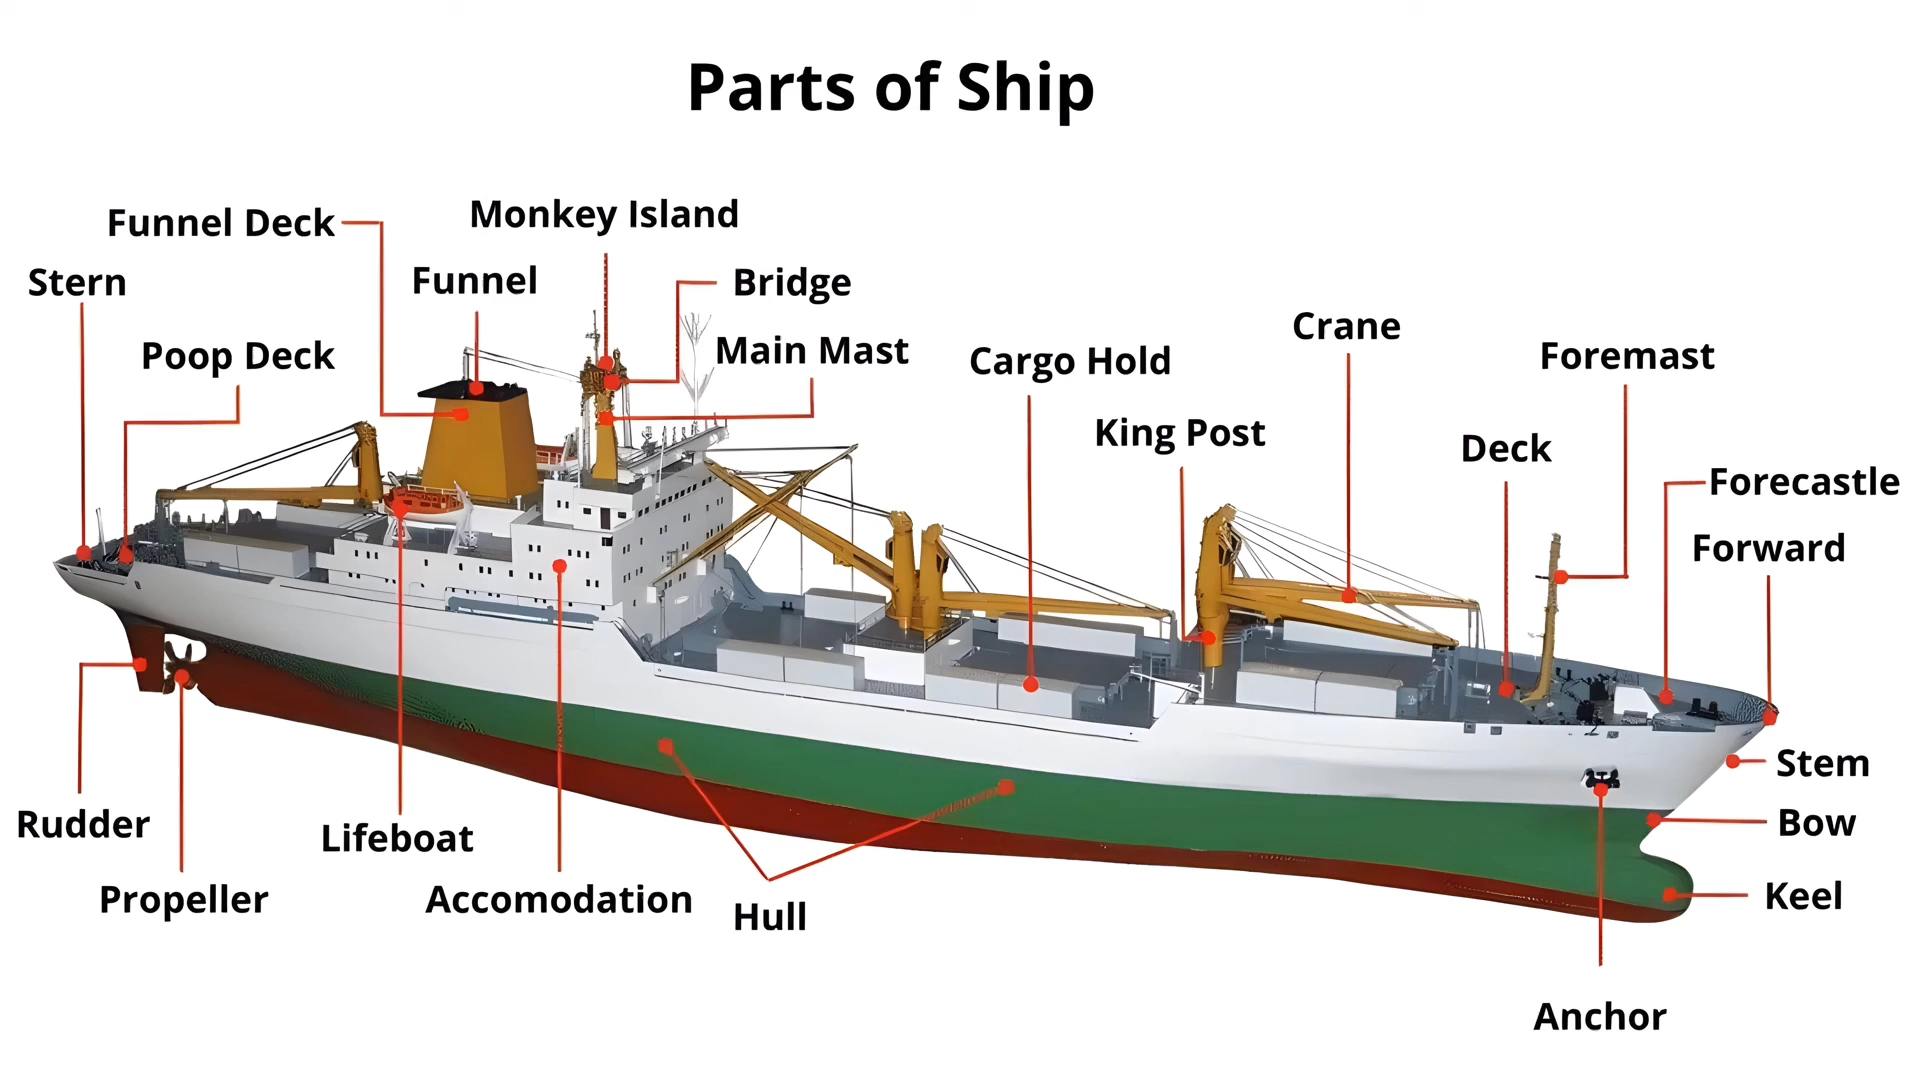 Parts of Ship
Monkey Island
Funnel Deck
Funnel
Bridge
Stern
Crane
Main Mast
Poop Deck
Foremast
Cargo Hold
King Post
Deck
Forecastle
Forward
Stem
Bow
Rudder
Lifeboat
Keel
Propeller
Accomodation
Hull
Anchor